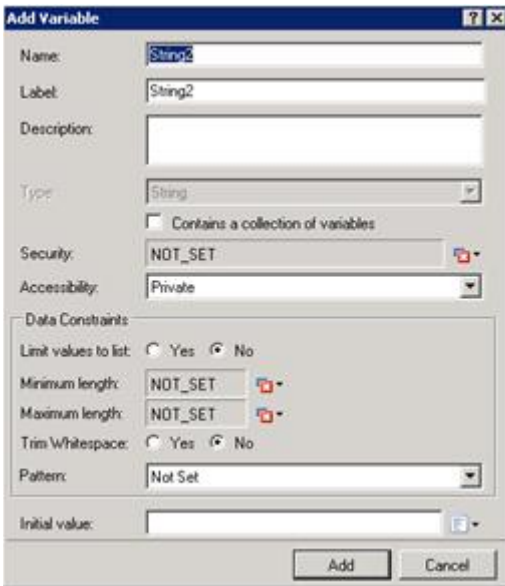 Add Variable
Name: String2
Label: String2
Description:
Type: String
Contains a collection of variables
Security: NOT_SET
Accessibility: Private
Data Constraints
Limit values to list: Yes No
Minimum length: NOT_SET
Maximum length: NOT_SET
Trim Whitespace: Yes No
Pattern: Not Set
Initial value:
Add Cancel